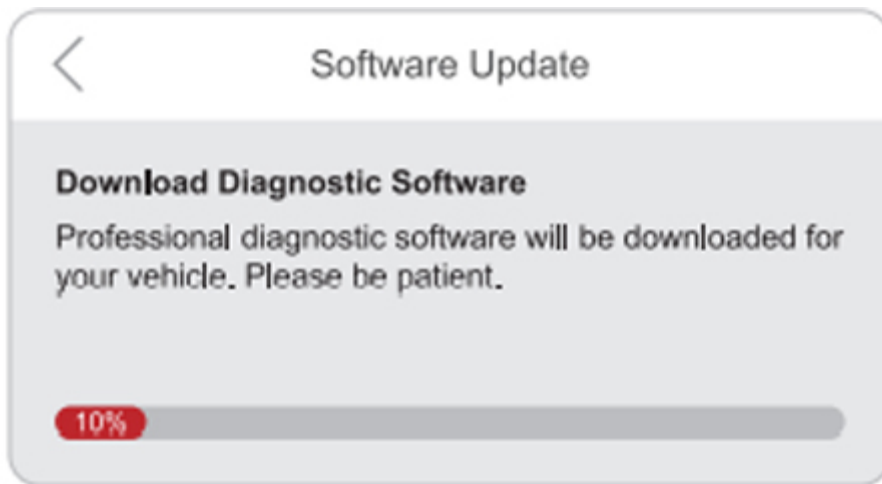 Software Update
Download Diagnostic Software
Professional diagnostic software will be downloaded for
your vehicle. Please be patient.
10%